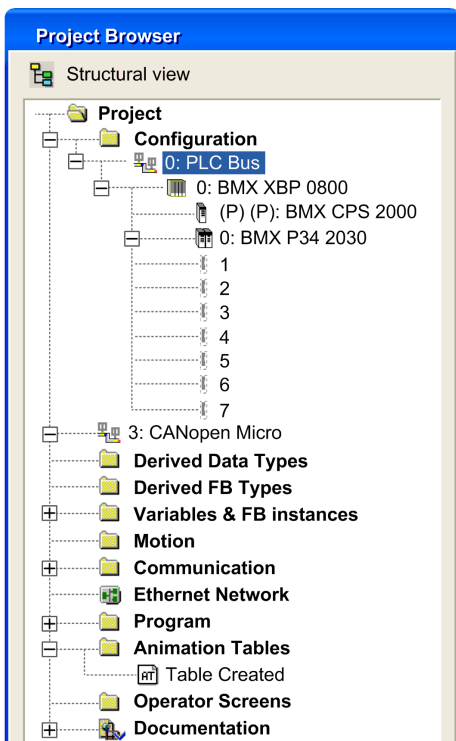 Project Browser
Structural view
Project
Configuration
0: PLC Bus
0: BMX XBP 0800
(P) (P): BMX CPS 2000
0: BMX P34 2030
1
2
3
4
5
6
7
3: CANopen Micro
Derived Data Types
Derived FB Types
Variables & FB instances
Motion
Communication
Ethernet Network
Program
Animation Tables
AT Table Created
Operator Screens
Documentation